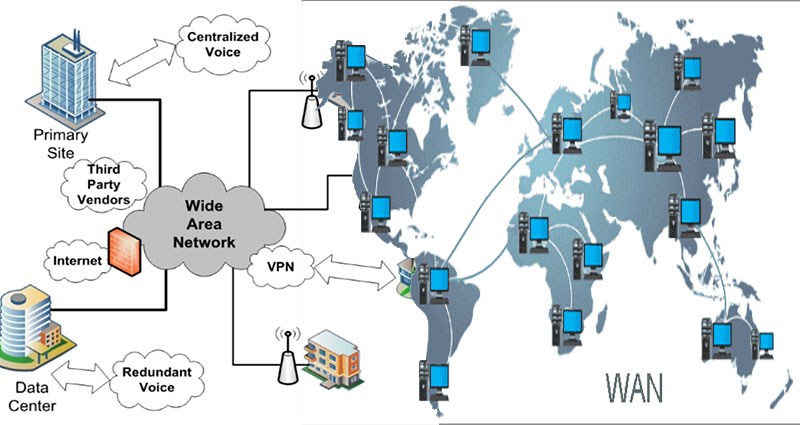 Centralized
Voice
Primary
Site
Third
Party
Vendors
Wide
Area
Network
Internet
VPN
Data
Center
Redundant
Voice
WAN